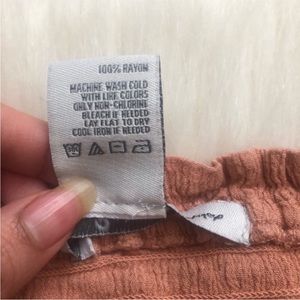 100% RAYON
MACHINE WASH COLD
WITH LIKE COLORS
ONLY NON-CHLORINE
BLEACH IF NEEDED
LAY FLAT TO DRY
COOL IRON IF NEEDED